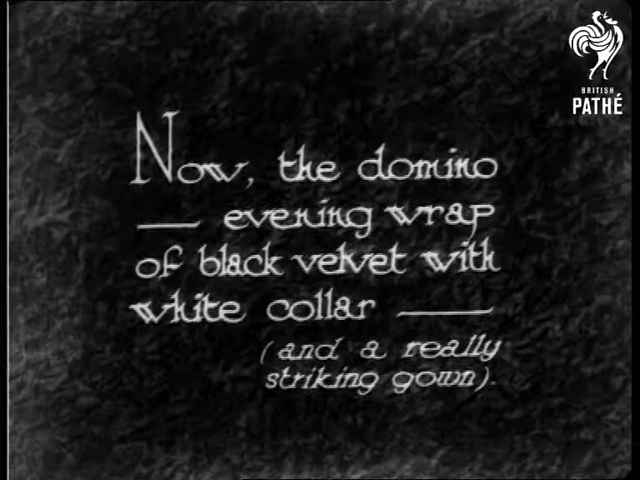 BRITISH
PATHÉ
Now, the domino
— evening wrap
of black velvet with
white collar —
(and a really
striking gown).